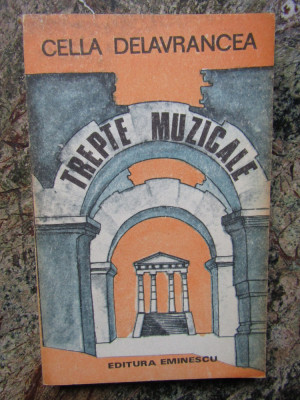 CELLA DELAVRANCEA
TREPTE MUZICALE
EDITURA EMINESCU